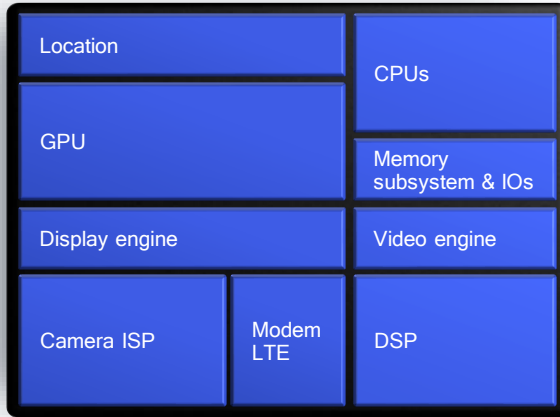 Location
CPUs
GPU
Memory
subsystem & IOs
Display engine
Video engine
Camera ISP
Modem
LTE
DSP